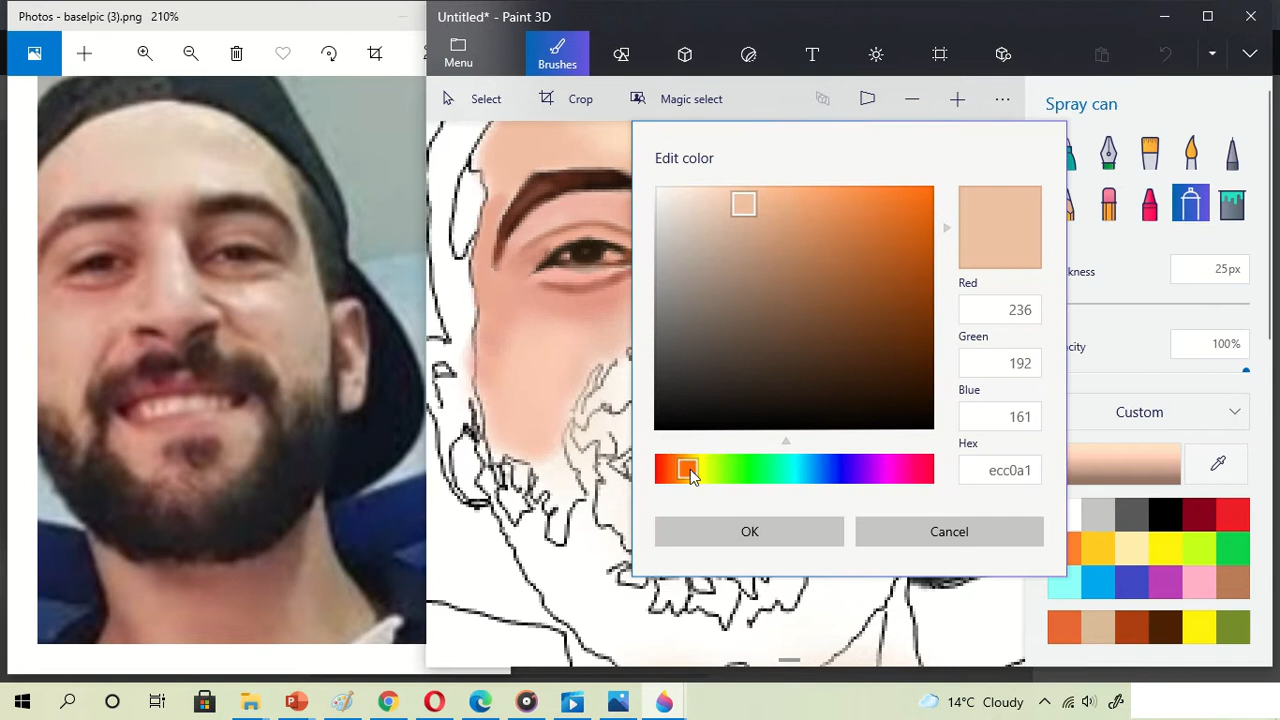 Photos - baselpic (3).png 210%
Untitled* - Paint 3D
Menu
Brushes
Select
Crop
Magic select
Spray can
Edit color
kness
25px
Red
236
Green
192
city
100%
Blue
161
Custom
Hex
ecc0a1
OK
Cancel
14°C Cloudy